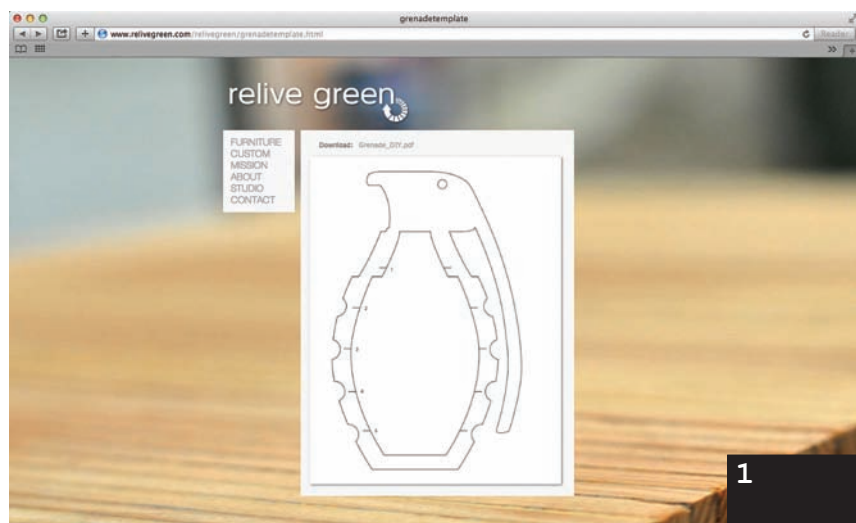 grenadetemplate
www.relivegreen.com/relivegreen/grenadetemplate.html
Reader
relive green
FURNITURE
CUSTOM
MISSION
ABOUT
STUDIO
CONTACT
Download: Grenade_DIY.pdf
1
2
3
4
5
1